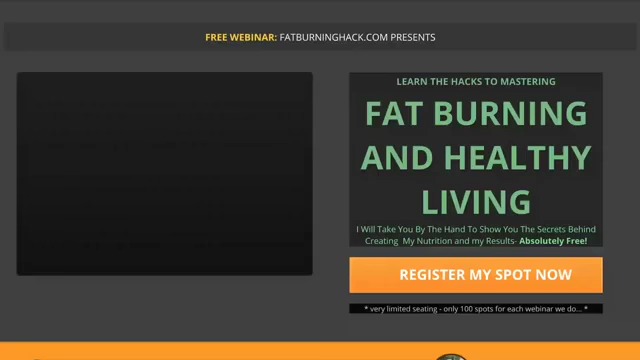 FREE WEBINAR: FATBURNINGHACK.COM PRESENTS
LEARN THE HACKS TO MASTERING
FAT BURNING
AND HEALTHY
LIVING
I Will Take You By The Hand To Show You The Secrets Behind
Creating My Nutrition and my Results- Absolutely Free!
REGISTER MY SPOT NOW
* very limited seating - only 100 spots for each webinar we do... *